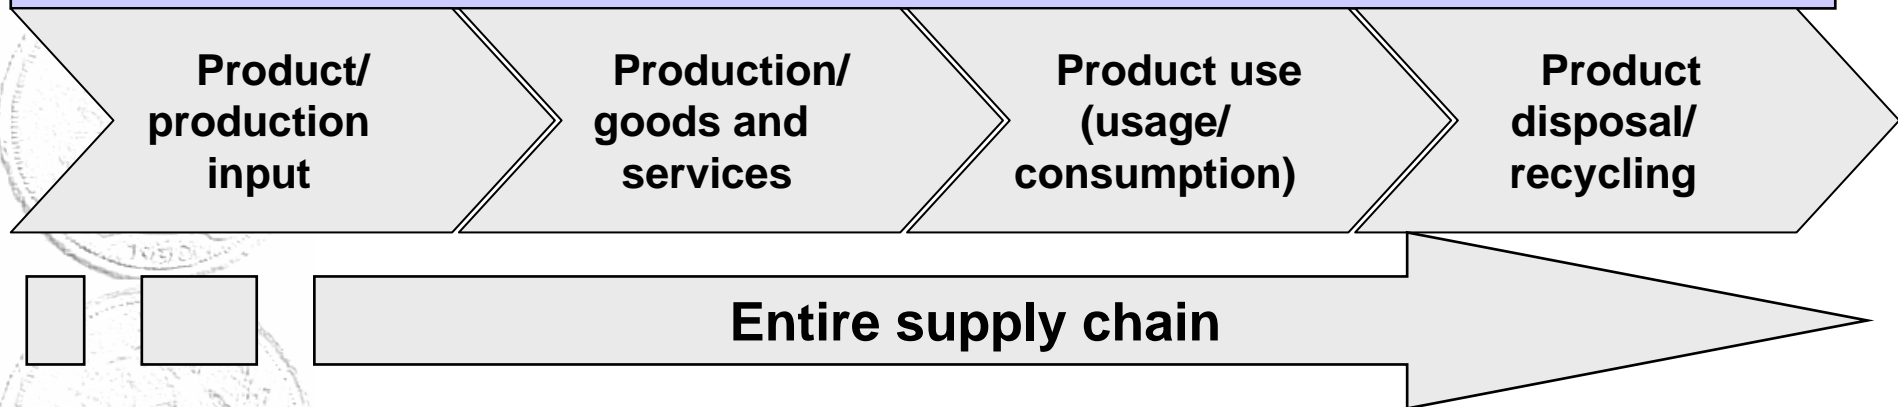 Product/
production
input
Production/
goods and
services
Product use
(usage/
consumption)
Product
disposal/
recycling
Entire supply chain